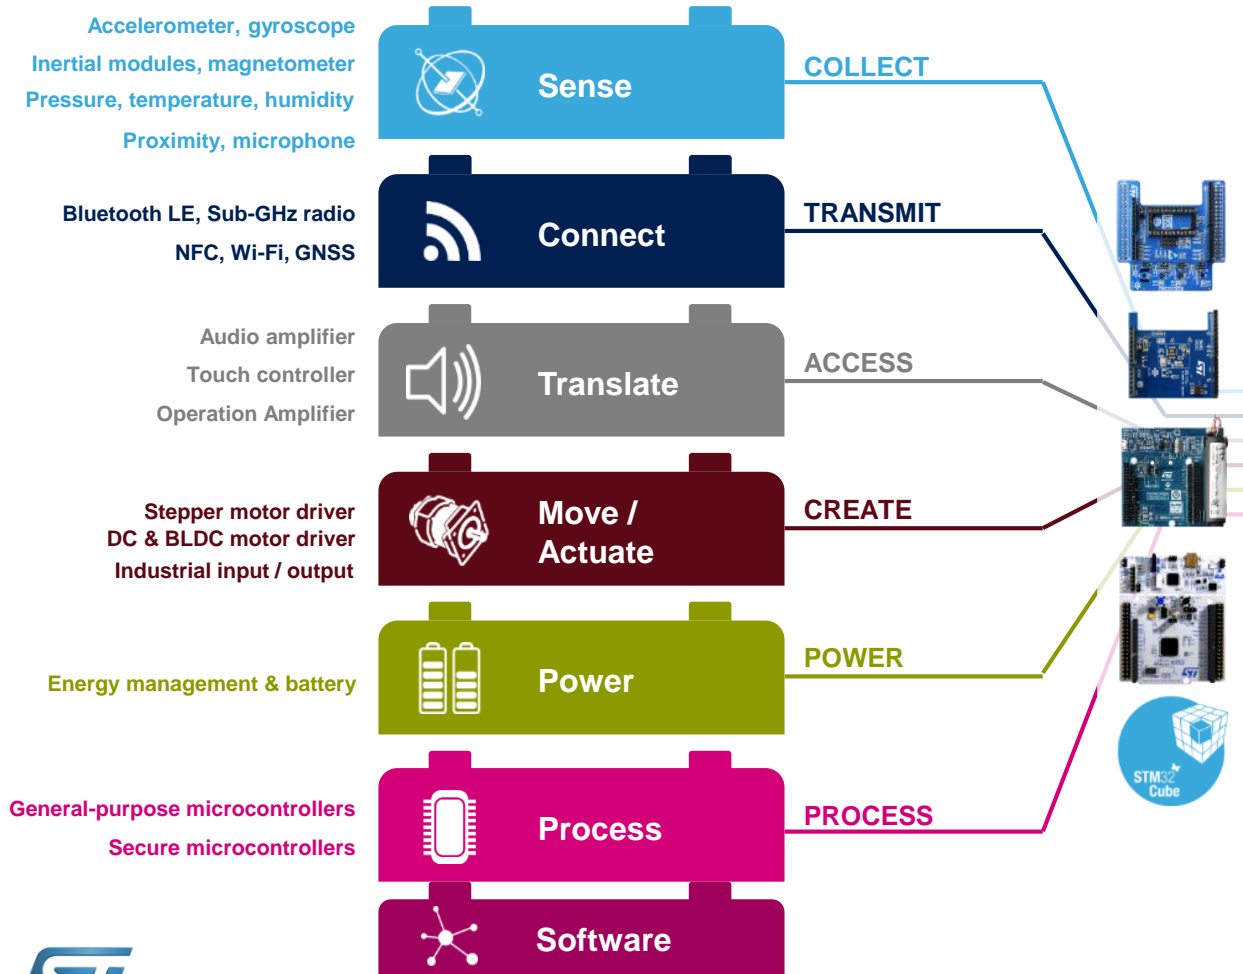 Accelerometer, gyroscope
Inertial modules, magnetometer
Pressure, temperature, humidity
Proximity, microphone
Sense
COLLECT
Bluetooth LE, Sub-GHz radio
NFC, Wi-Fi, GNSS
Connect
TRANSMIT
Audio amplifier
Touch controller
Operation Amplifier
Translate
ACCESS
Stepper motor driver
DC & BLDC motor driver
Industrial input / output
Move /
Actuate
CREATE
Energy management & battery
Power
POWER
General-purpose microcontrollers
Secure microcontrollers
Process
PROCESS
Software
STM32
Cube